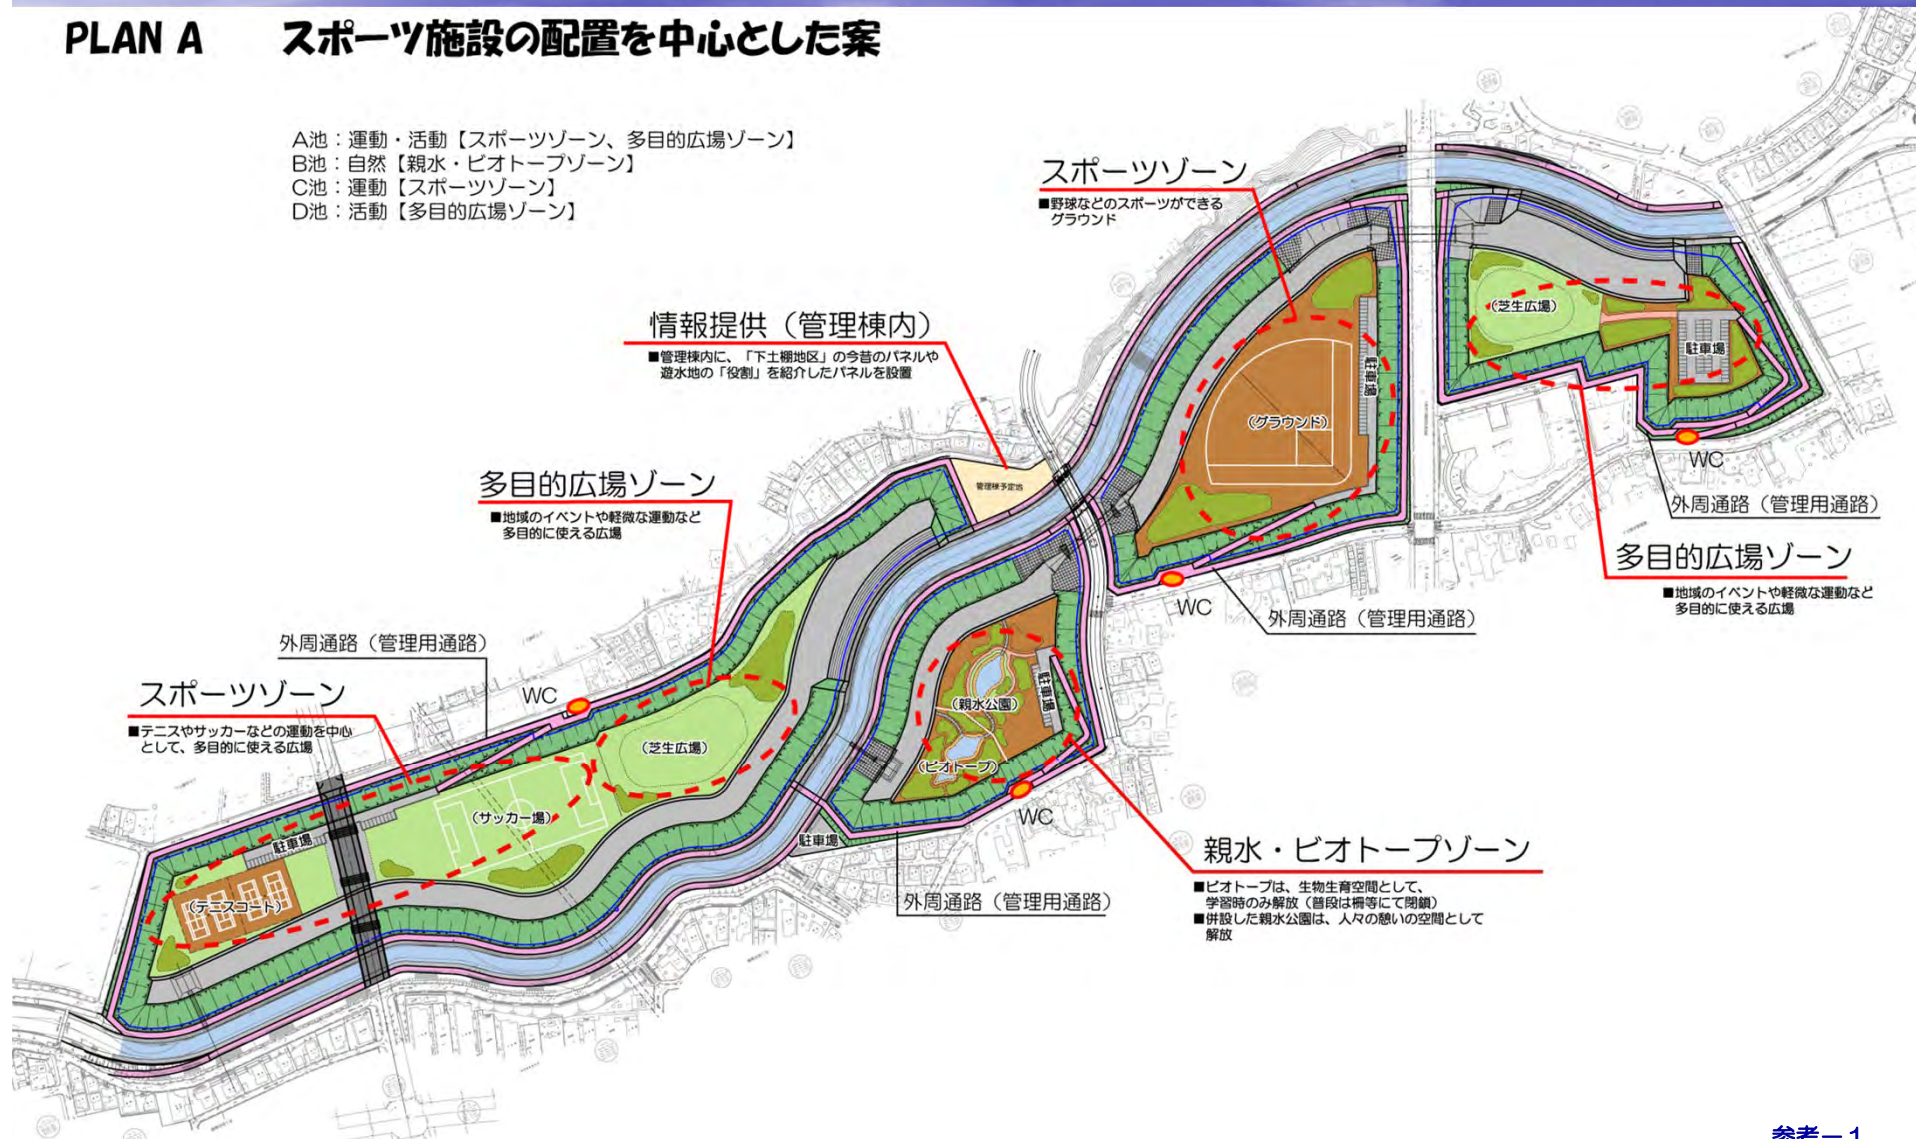 PLAN A　スポーツ施設の配置を中心とした案
A池：運動・活動【スポーツゾーン、多目的広場ゾーン】
B池：自然【親水・ビオトープゾーン】
C池：運動【スポーツゾーン】
D池：活動【多目的広場ゾーン】
スポーツゾーン
■野球などのスポーツができる
グラウンド
情報提供（管理棟内）
■管理棟内に、「下土棚地区」の今昔のパネルや
遊水地の「役割」を紹介したパネルを設置
（芝生広場）
駐車場
駐車場
（グラウンド）
WC
外周通路（管理用通路）
多目的広場ゾーン
■地域のイベントや軽微な運動など
多目的に使える広場
管理棟予定地
多目的広場ゾーン
■地域のイベントや軽微な運動など
多目的に使える広場
WC
外周通路（管理用通路）
外周通路（管理用通路）
スポーツゾーン
■テニスやサッカーなどの運動を中心
として、多目的に使える広場
WC
（芝生広場）
（親水公園）
駐車場
（ビオトープ）
WC
（サッカー場）
駐車場
（テニスコート）
駐車場
外周通路（管理用通路）
親水・ビオトープゾーン
■ビオトープは、生物生育空間として、
学習時のみ解放（普段は柵等にて閉鎖）
■併設した親水公園は、人々の憩いの空間として
解放
参考－1